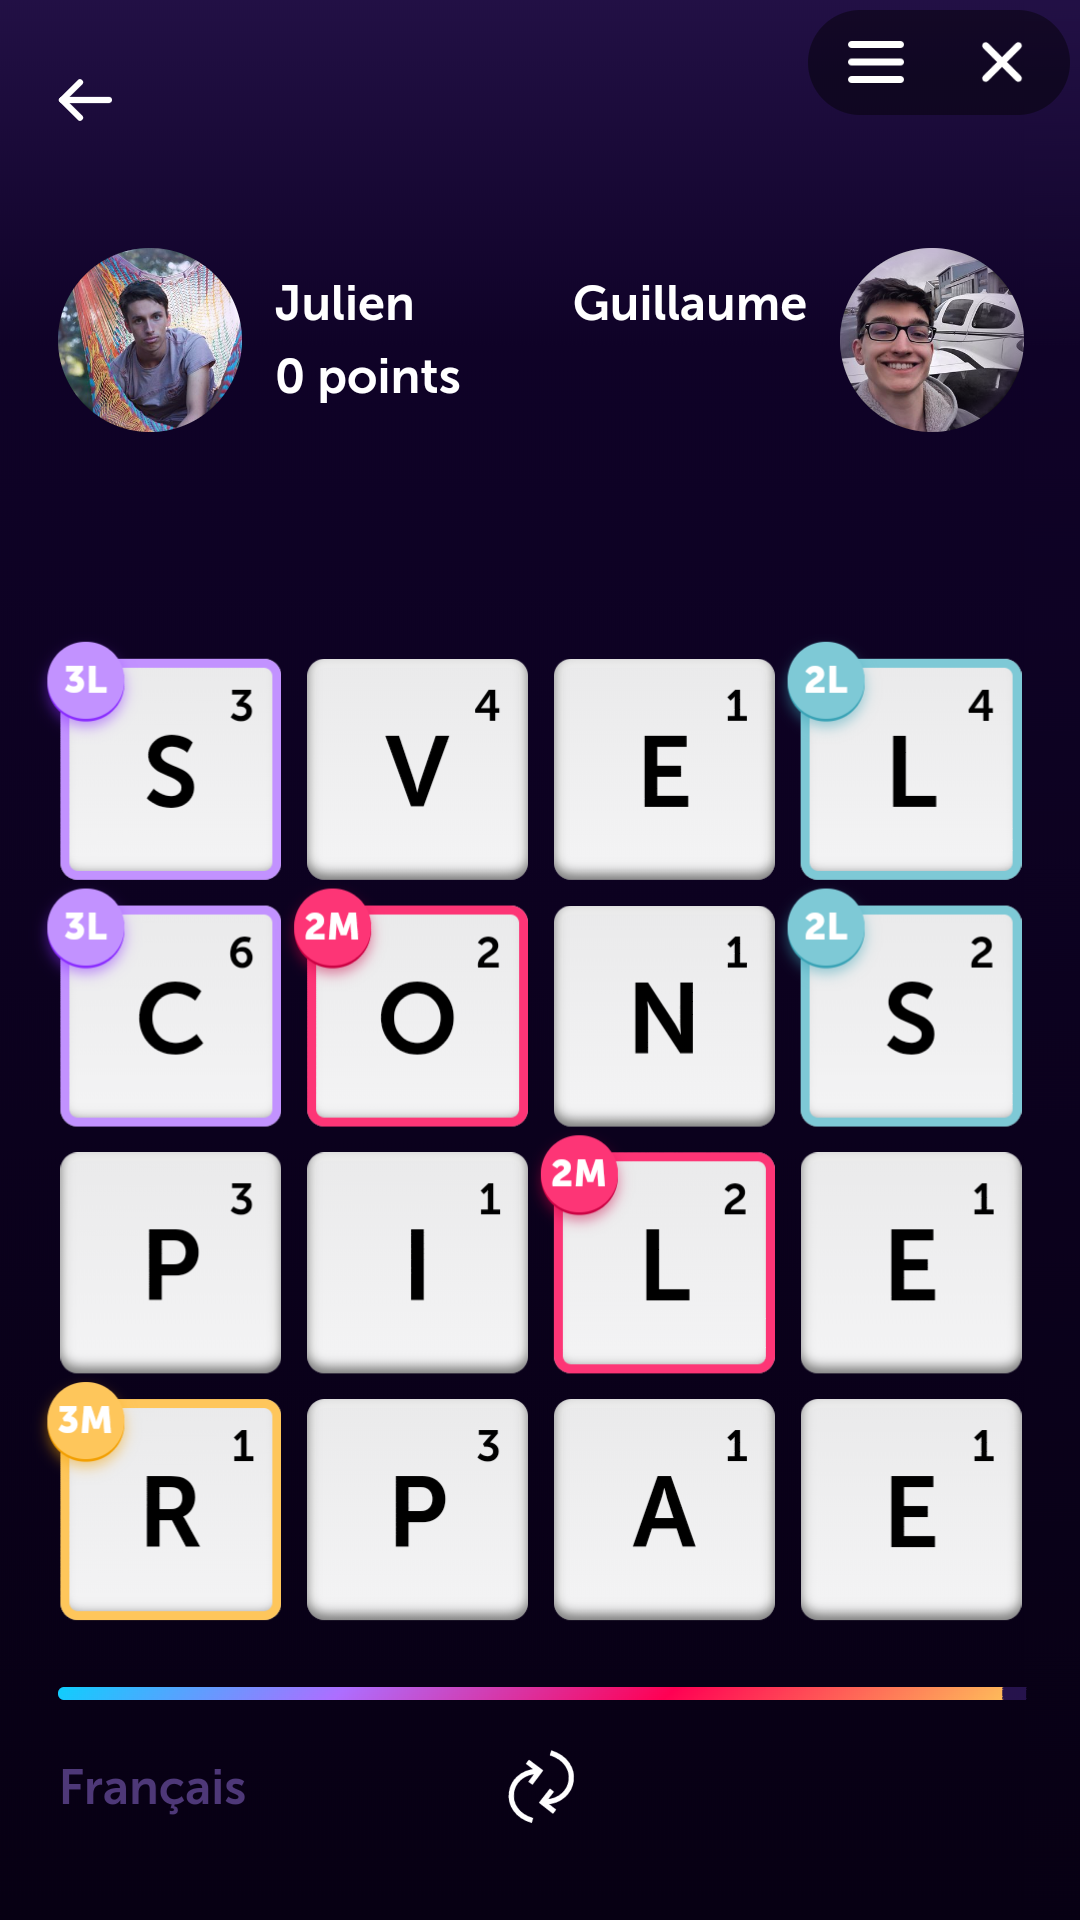 Julien
Guillaume
0 points
3L 2L
3 4 1 4
S V E L
3L 2M 2L
6 2 1 2
C O N S
2M
3 1 2 1
P I L E
3M
1 3 1 1
R P A E
Français